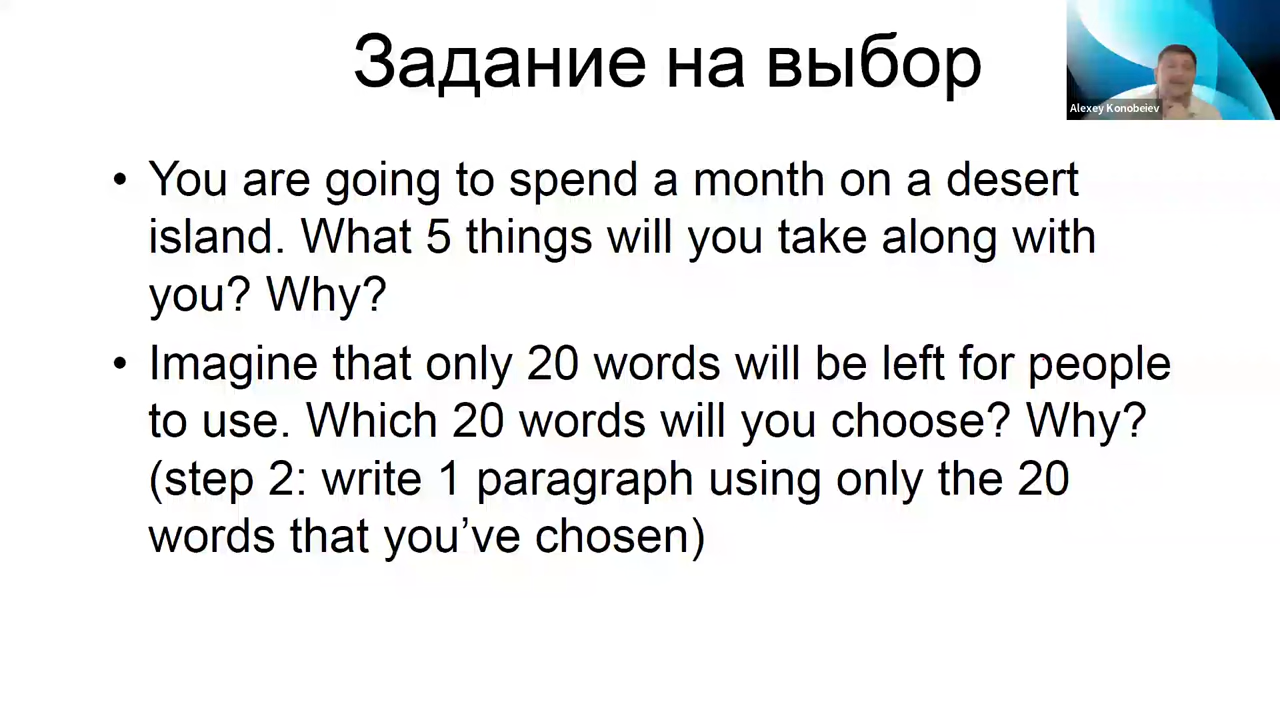 Задание на выбор
Alexey Konobeiev
• You are going to spend a month on a desert
island. What 5 things will you take along with
you? Why?
• Imagine that only 20 words will be left for people
to use. Which 20 words will you choose? Why?
(step 2: write 1 paragraph using only the 20
words that you’ve chosen)